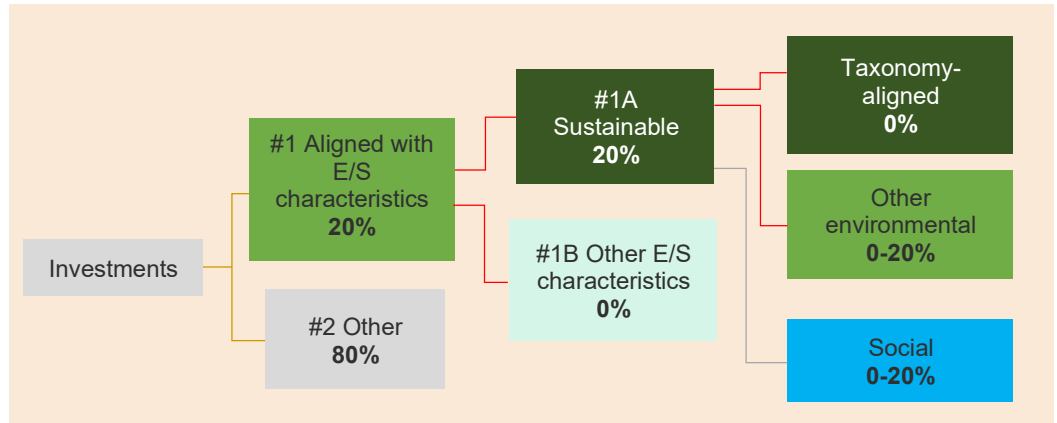 Investments
#1 Aligned with
E/S
characteristics
20%
#2 Other
80%
#1A
Sustainable
20%
#1B Other E/S
characteristics
0%
Taxonomy-
aligned
0%
Other
environmental
0-20%
Social
0-20%